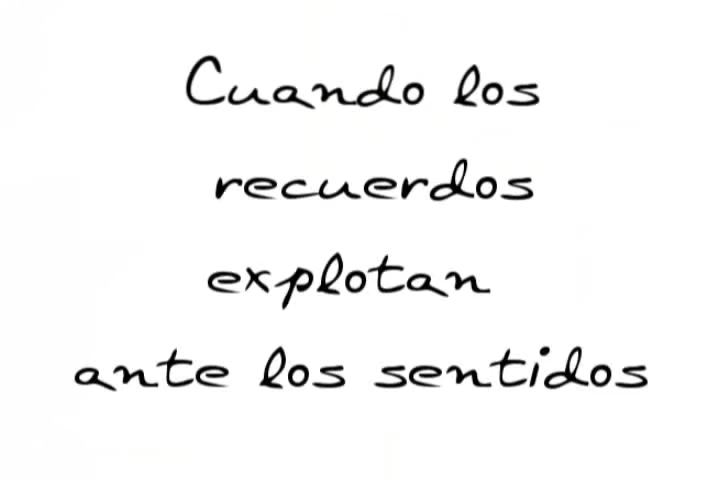 Cuando los
recuerdos
explotan
ante los sentidos